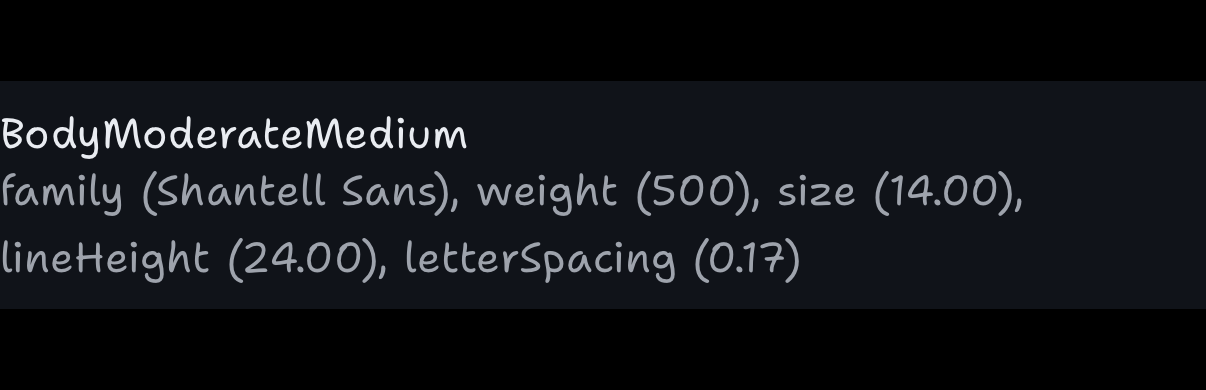 BodyModerateMedium
family (Shantell Sans), weight (500), size (14.00),
lineHeight (24.00), letterSpacing (0.17)